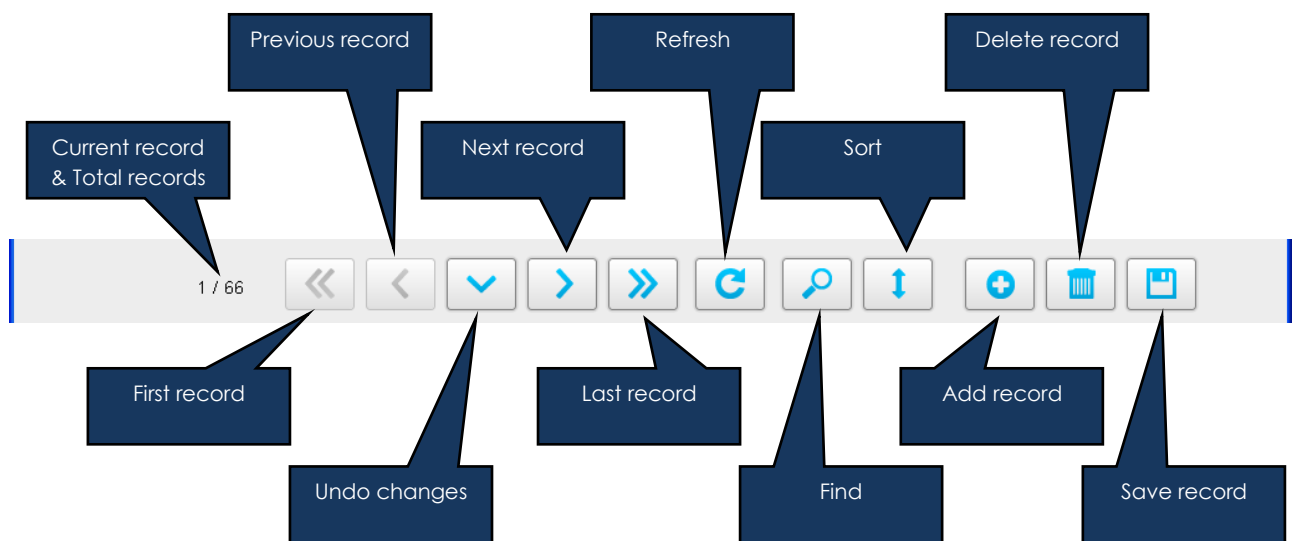 Previous record
Refresh
Delete record
Current record
& Total records
Next record
Sort
1 / 66
First record
Last record
Add record
Undo changes
Find
Save record